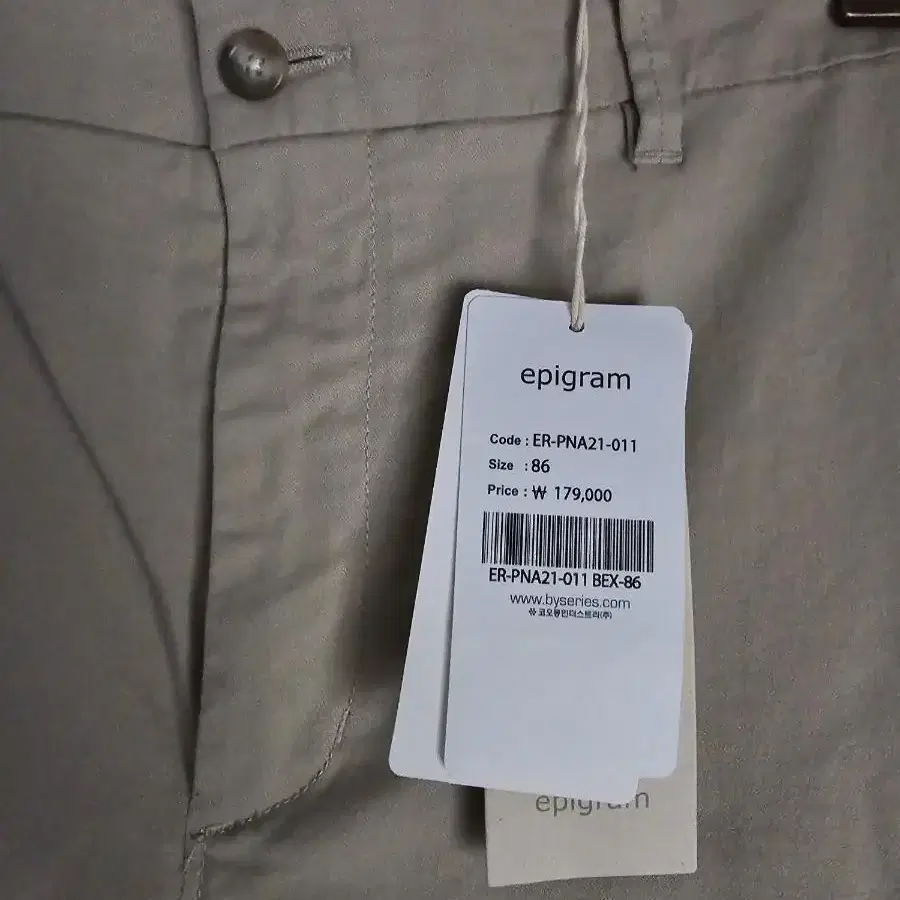 epigram
Code : ER-PNA21-011
Size : 86
Price : ₩ 179,000
ER-PNA21-011 BEX-86
www.byseries.com
코오롱인더스트리(주)
epigram